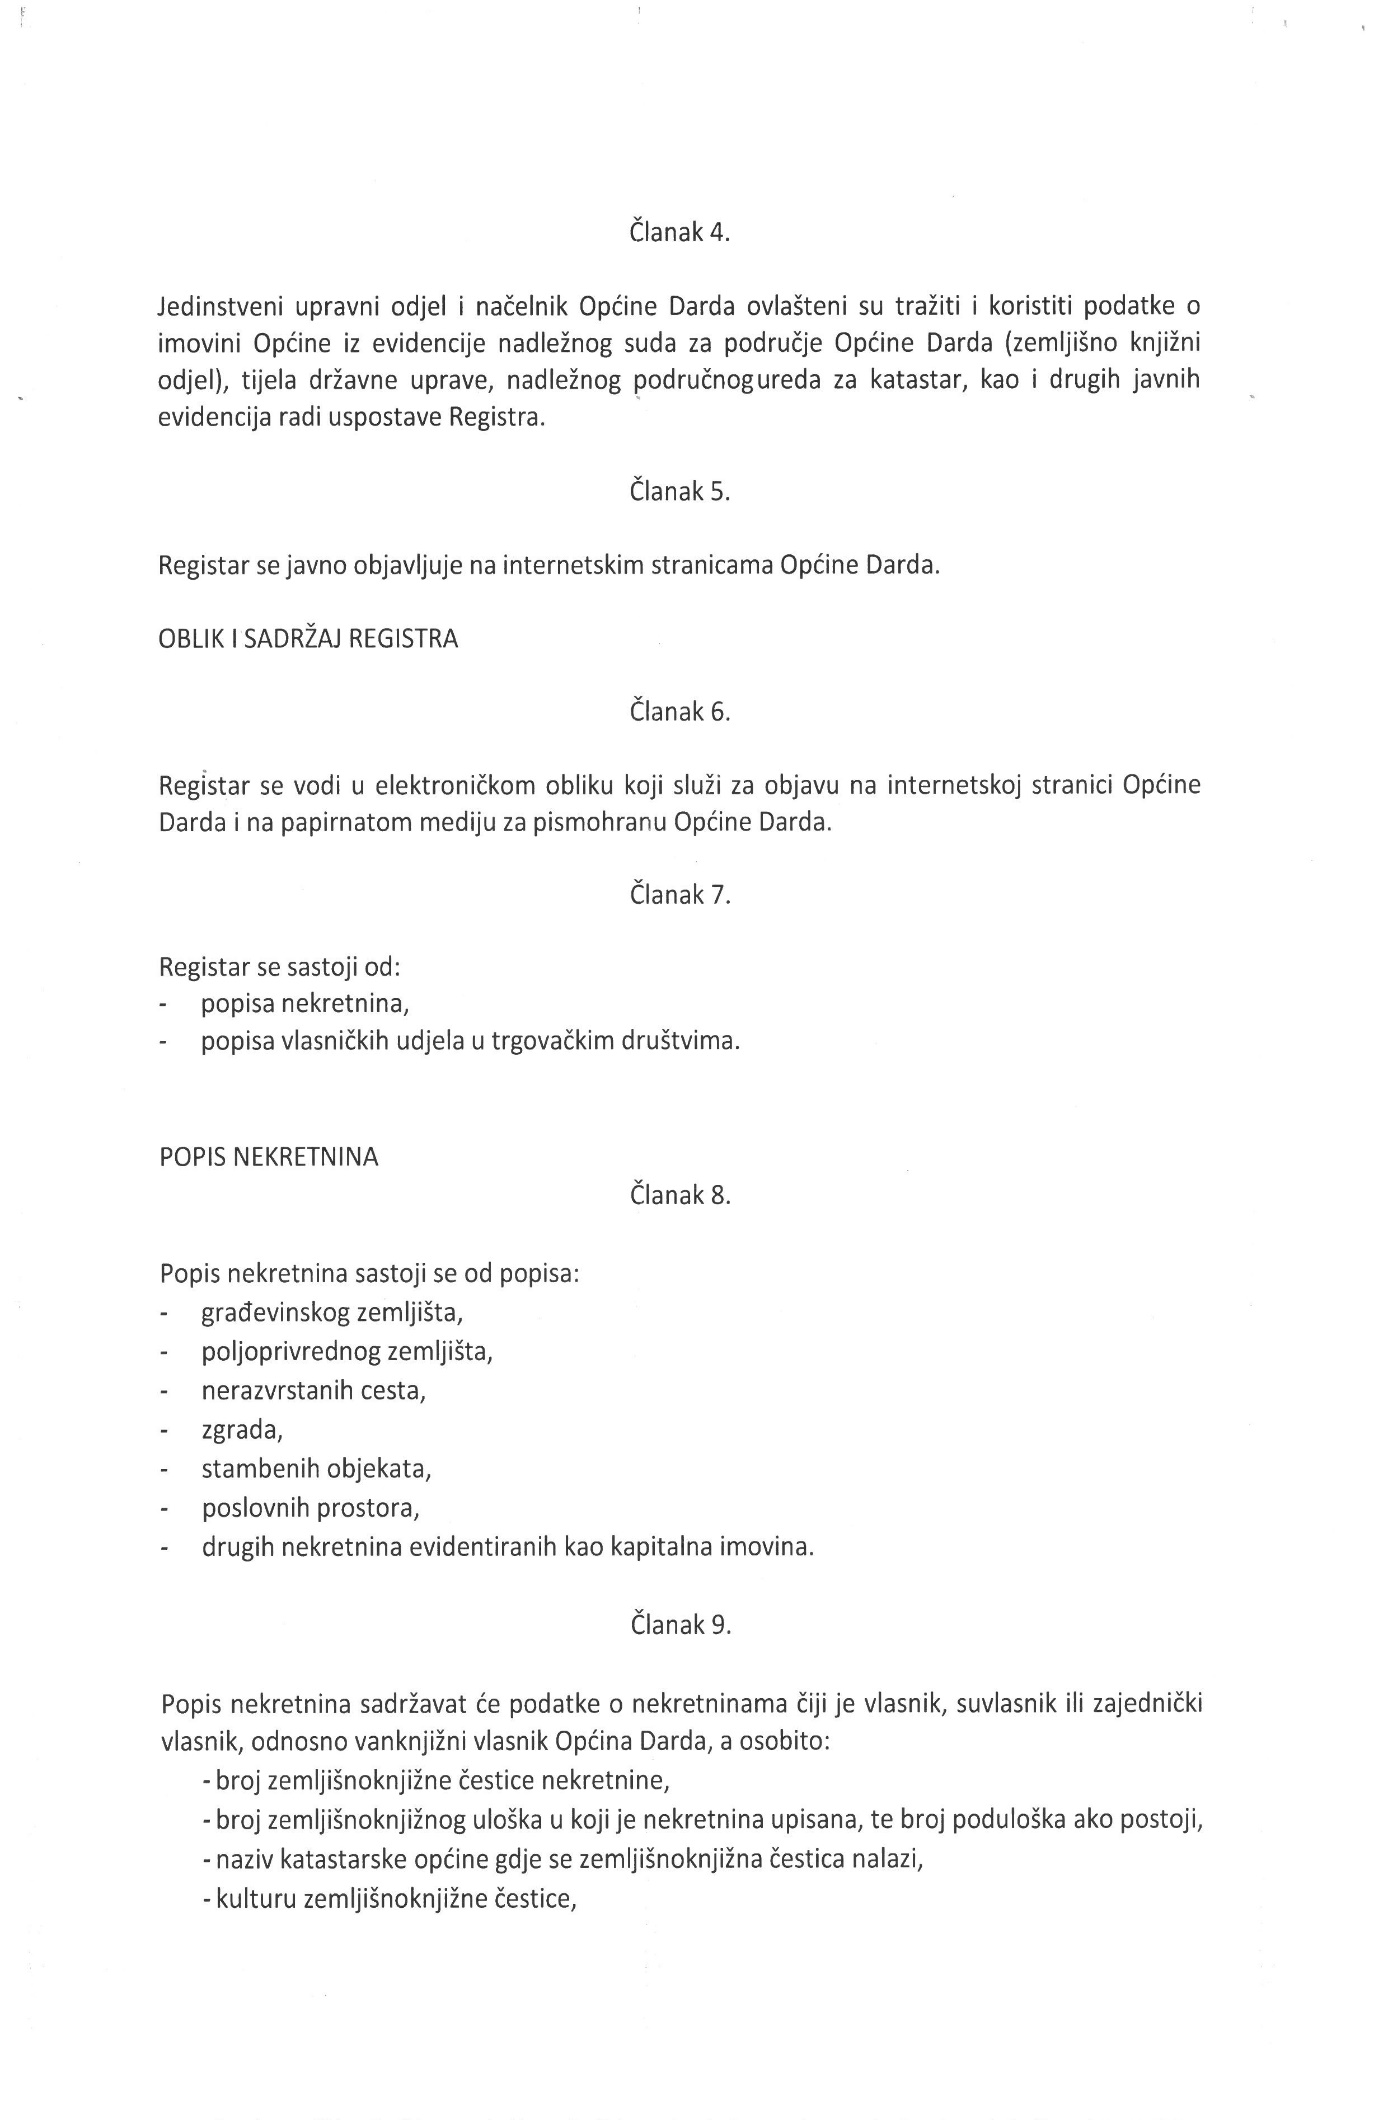 Članak 4.
Jedinstveni upravni odjel i načelnik Općine Darda ovlašteni su tražiti i koristiti podatke o
imovini Općine iz evidencije nadležnog suda za područje Općine Darda (zemljišno knjižni
odjel), tijela državne uprave, nadležnog područnogureda za katastar, kao i drugih javnih
evidencija radi uspostave Registra.
Članak 5.
Registar se javno objavljuje na internetskim stranicama Općine Darda.
OBLIK I SADRŽAJ REGISTRA
Članak 6.
Registar se vodi u elektroničkom obliku koji služi za objavu na internetskoj stranici Općine
Darda i na papirnatom mediju za pismohranu Općine Darda.
Članak 7.
Registar se sastoji od:
- popisa nekretnina,
- popisa vlasničkih udjela u trgovačkim društvima.
POPIS NEKRETNINA
Članak 8.
Popis nekretnina sastoji se od popisa:
- građevinskog zemljišta,
- poljoprivrednog zemljišta,
- nerazvrstanih cesta,
- zgrada,
- stambenih objekata,
- poslovnih prostora,
- drugih nekretnina evidentiranih kao kapitalna imovina.
Članak 9.
Popis nekretnina sadržavat će podatke o nekretninama čiji je vlasnik, suvlasnik ili zajednički
vlasnik, odnosno vanknjižni vlasnik Općina Darda, a osobito:
- broj zemljišnoknjižne čestice nekretnine,
- broj zemljišnoknjižnog uloška u koji je nekretnina upisana, te broj poduloška ako postoji,
- naziv katastarske općine gdje se zemljišnoknjižna čestica nalazi,
- kulturu zemljišnoknjižne čestice,